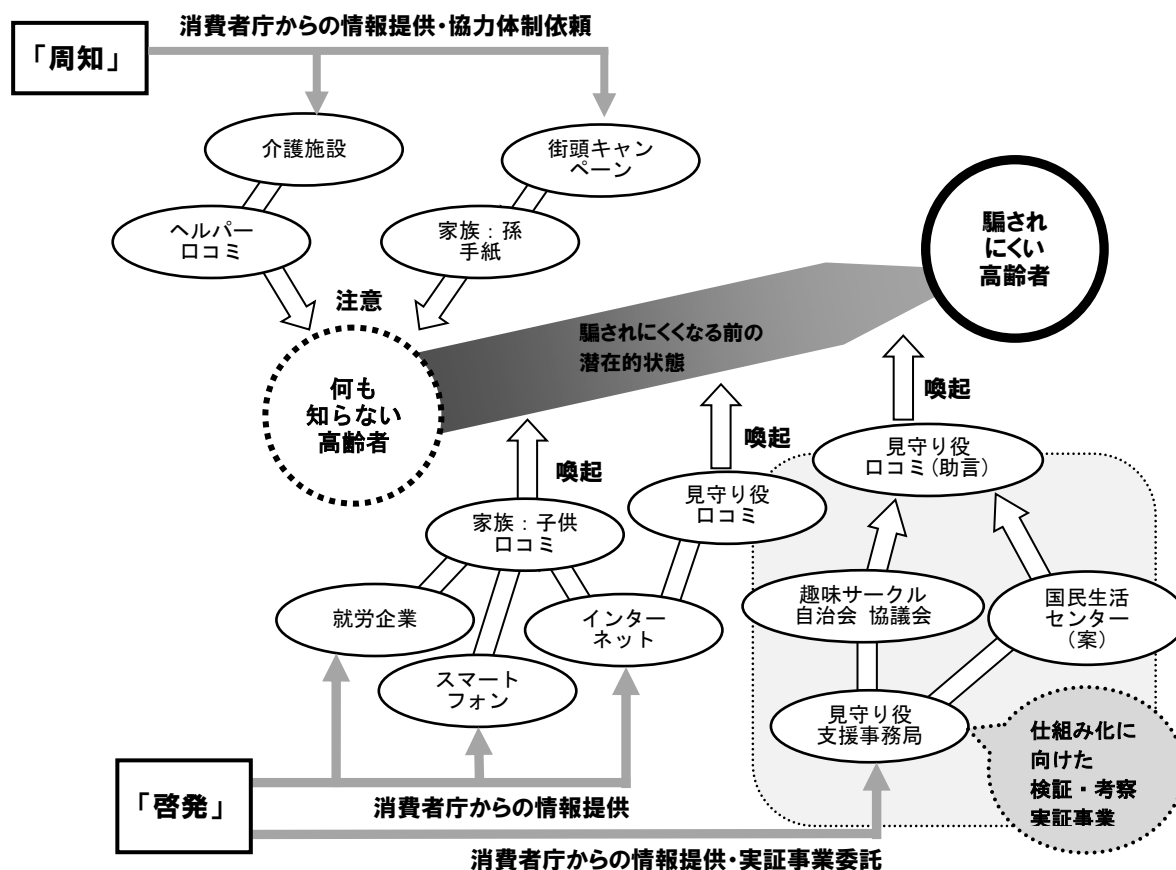 消費者庁からの情報提供・協力体制依頼
「周知」
介護施設
街頭キャン
ペーン
ヘルパー
口コミ
家族：孫
手紙
騙され
にくい
高齢者
注意
騙されにくくなる前の
潜在的状態
何も
知らない
高齢者
喚起
喚起
喚起
見守り役
口コミ(助言)
見守り役
口コミ
家族：子供
口コミ
就労企業
インター
ネット
趣味サークル
自治会 協議会
国民生活
センター
(案)
スマート
フォン
見守り役
支援事務局
仕組み化に
向けた
検証・考察
実証事業
「啓発」
消費者庁からの情報提供
消費者庁からの情報提供・実証事業委託